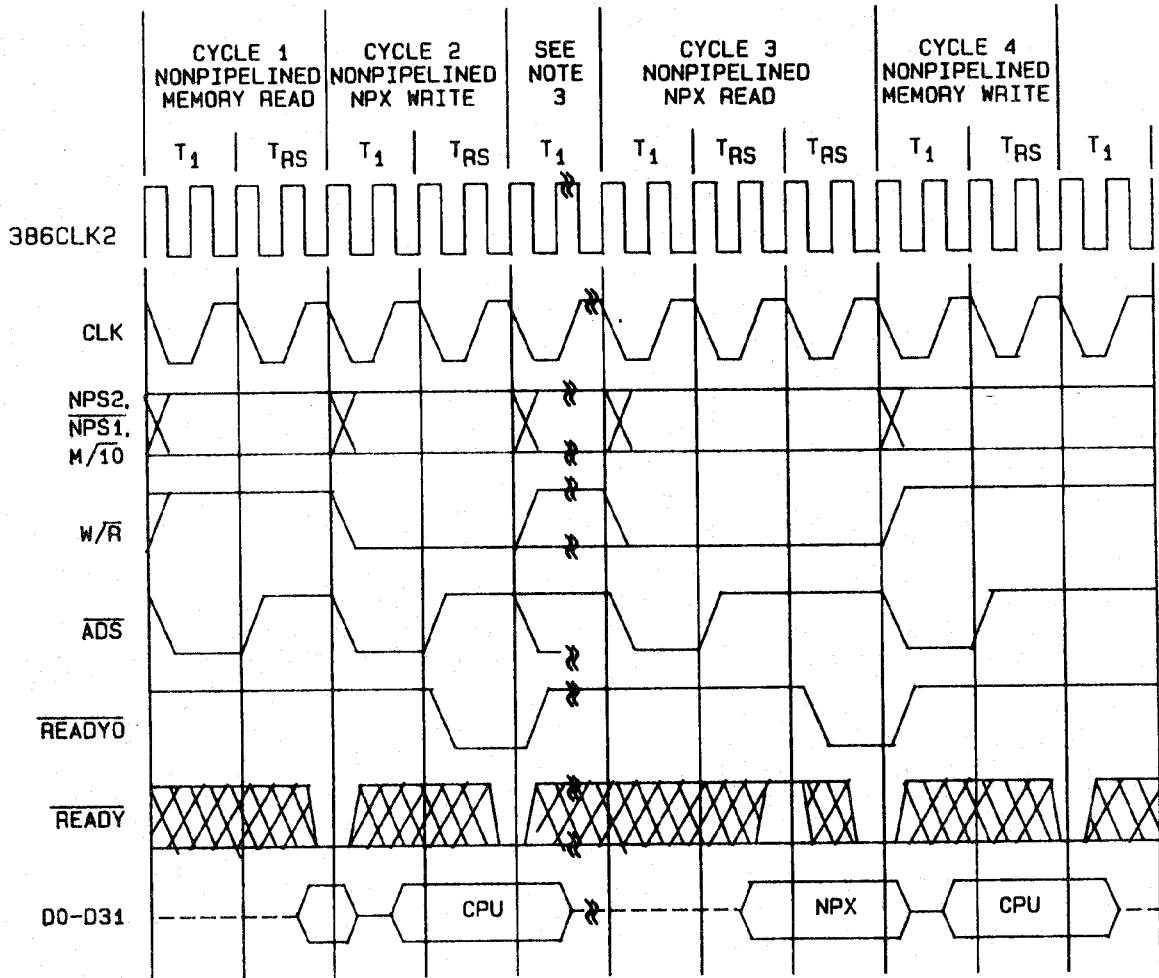 CYCLE 1
NONPIPELINED
MEMORY READ
CYCLE 2
NONPIPELINED
NPX WRITE
SEE
NOTE
3
CYCLE 3
NONPIPELINED
NPX READ
CYCLE 4
NONPIPELINED
MEMORY WRITE
T1 TRS T1 TRS T1 T1 TRS TRS T1 TRS T1
386CLK2
CLK
NPS2,
NPS1,
M/IO
W/R
ADS
READYO
READY
D0-D31
CPU
NPX
CPU